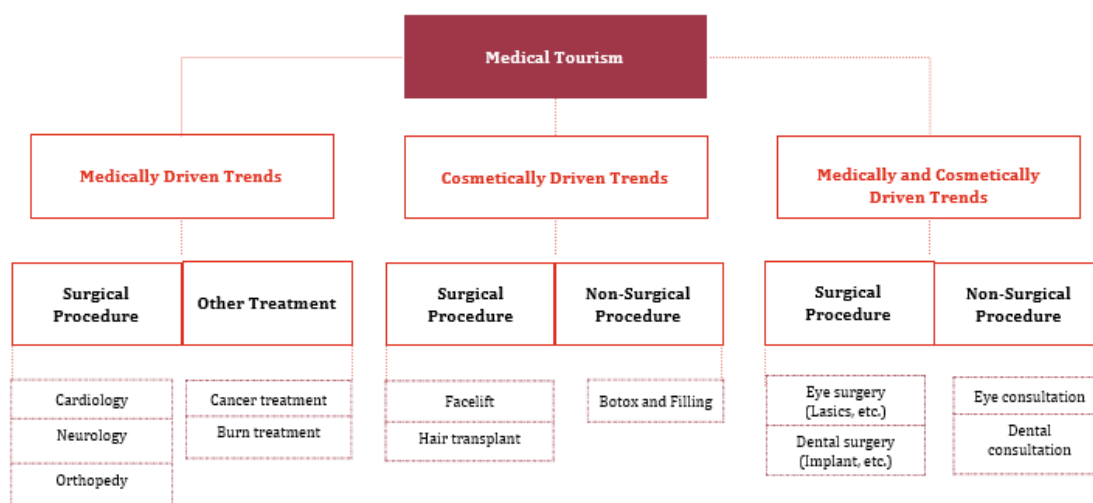 Medical Tourism
Medically Driven Trends
Cosmetically Driven Trends
Medically and Cosmetically
Driven Trends
Surgical
Procedure
Other Treatment
Surgical
Procedure
Non-Surgical
Procedure
Surgical
Procedure
Non-Surgical
Procedure
Cardiology
Neurology
Orthopedy
Cancer treatment
Burn treatment
Facelift
Hair transplant
Botox and Filling
Eye surgery
(Lasics, etc.)
Dental surgery
(Implant, etc.)
Eye consultation
Dental
consultation